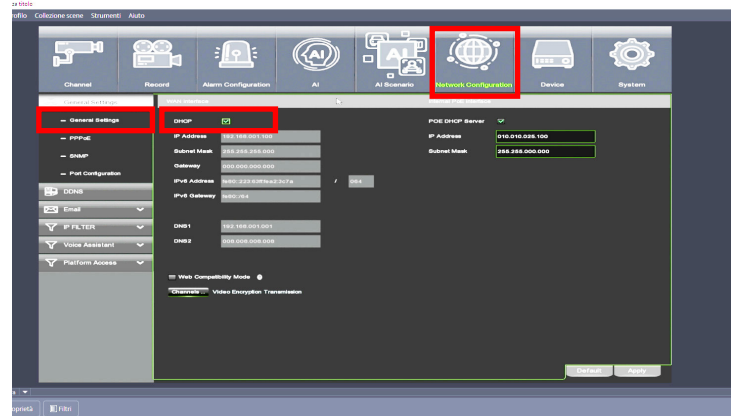 Collezione scene Strumenti Aiuto
Channel Record Alarm Configuration AI AI Scenario Network Configuration Device System
General Settings
General Settings
PPPoE
SNMP
Port Configuration
DDNS
Email
IP FILTER
Voice Assistant
Platform Access
DHCP
IP Address 192.168.001.100
Subnet Mask 255.255.255.000
Gateway 000.000.000.000
IPv6 Address / 064
IPv6 Gateway
DNS1 192.168.001.001
DNS2 008.008.008.008
Web Compatibility Mode
Channels ... Video Encryption Transmission
POE DHCP Server
IP Address 010.010.025.100
Subnet Mask 255.255.000.000
Default Apply
Filtri